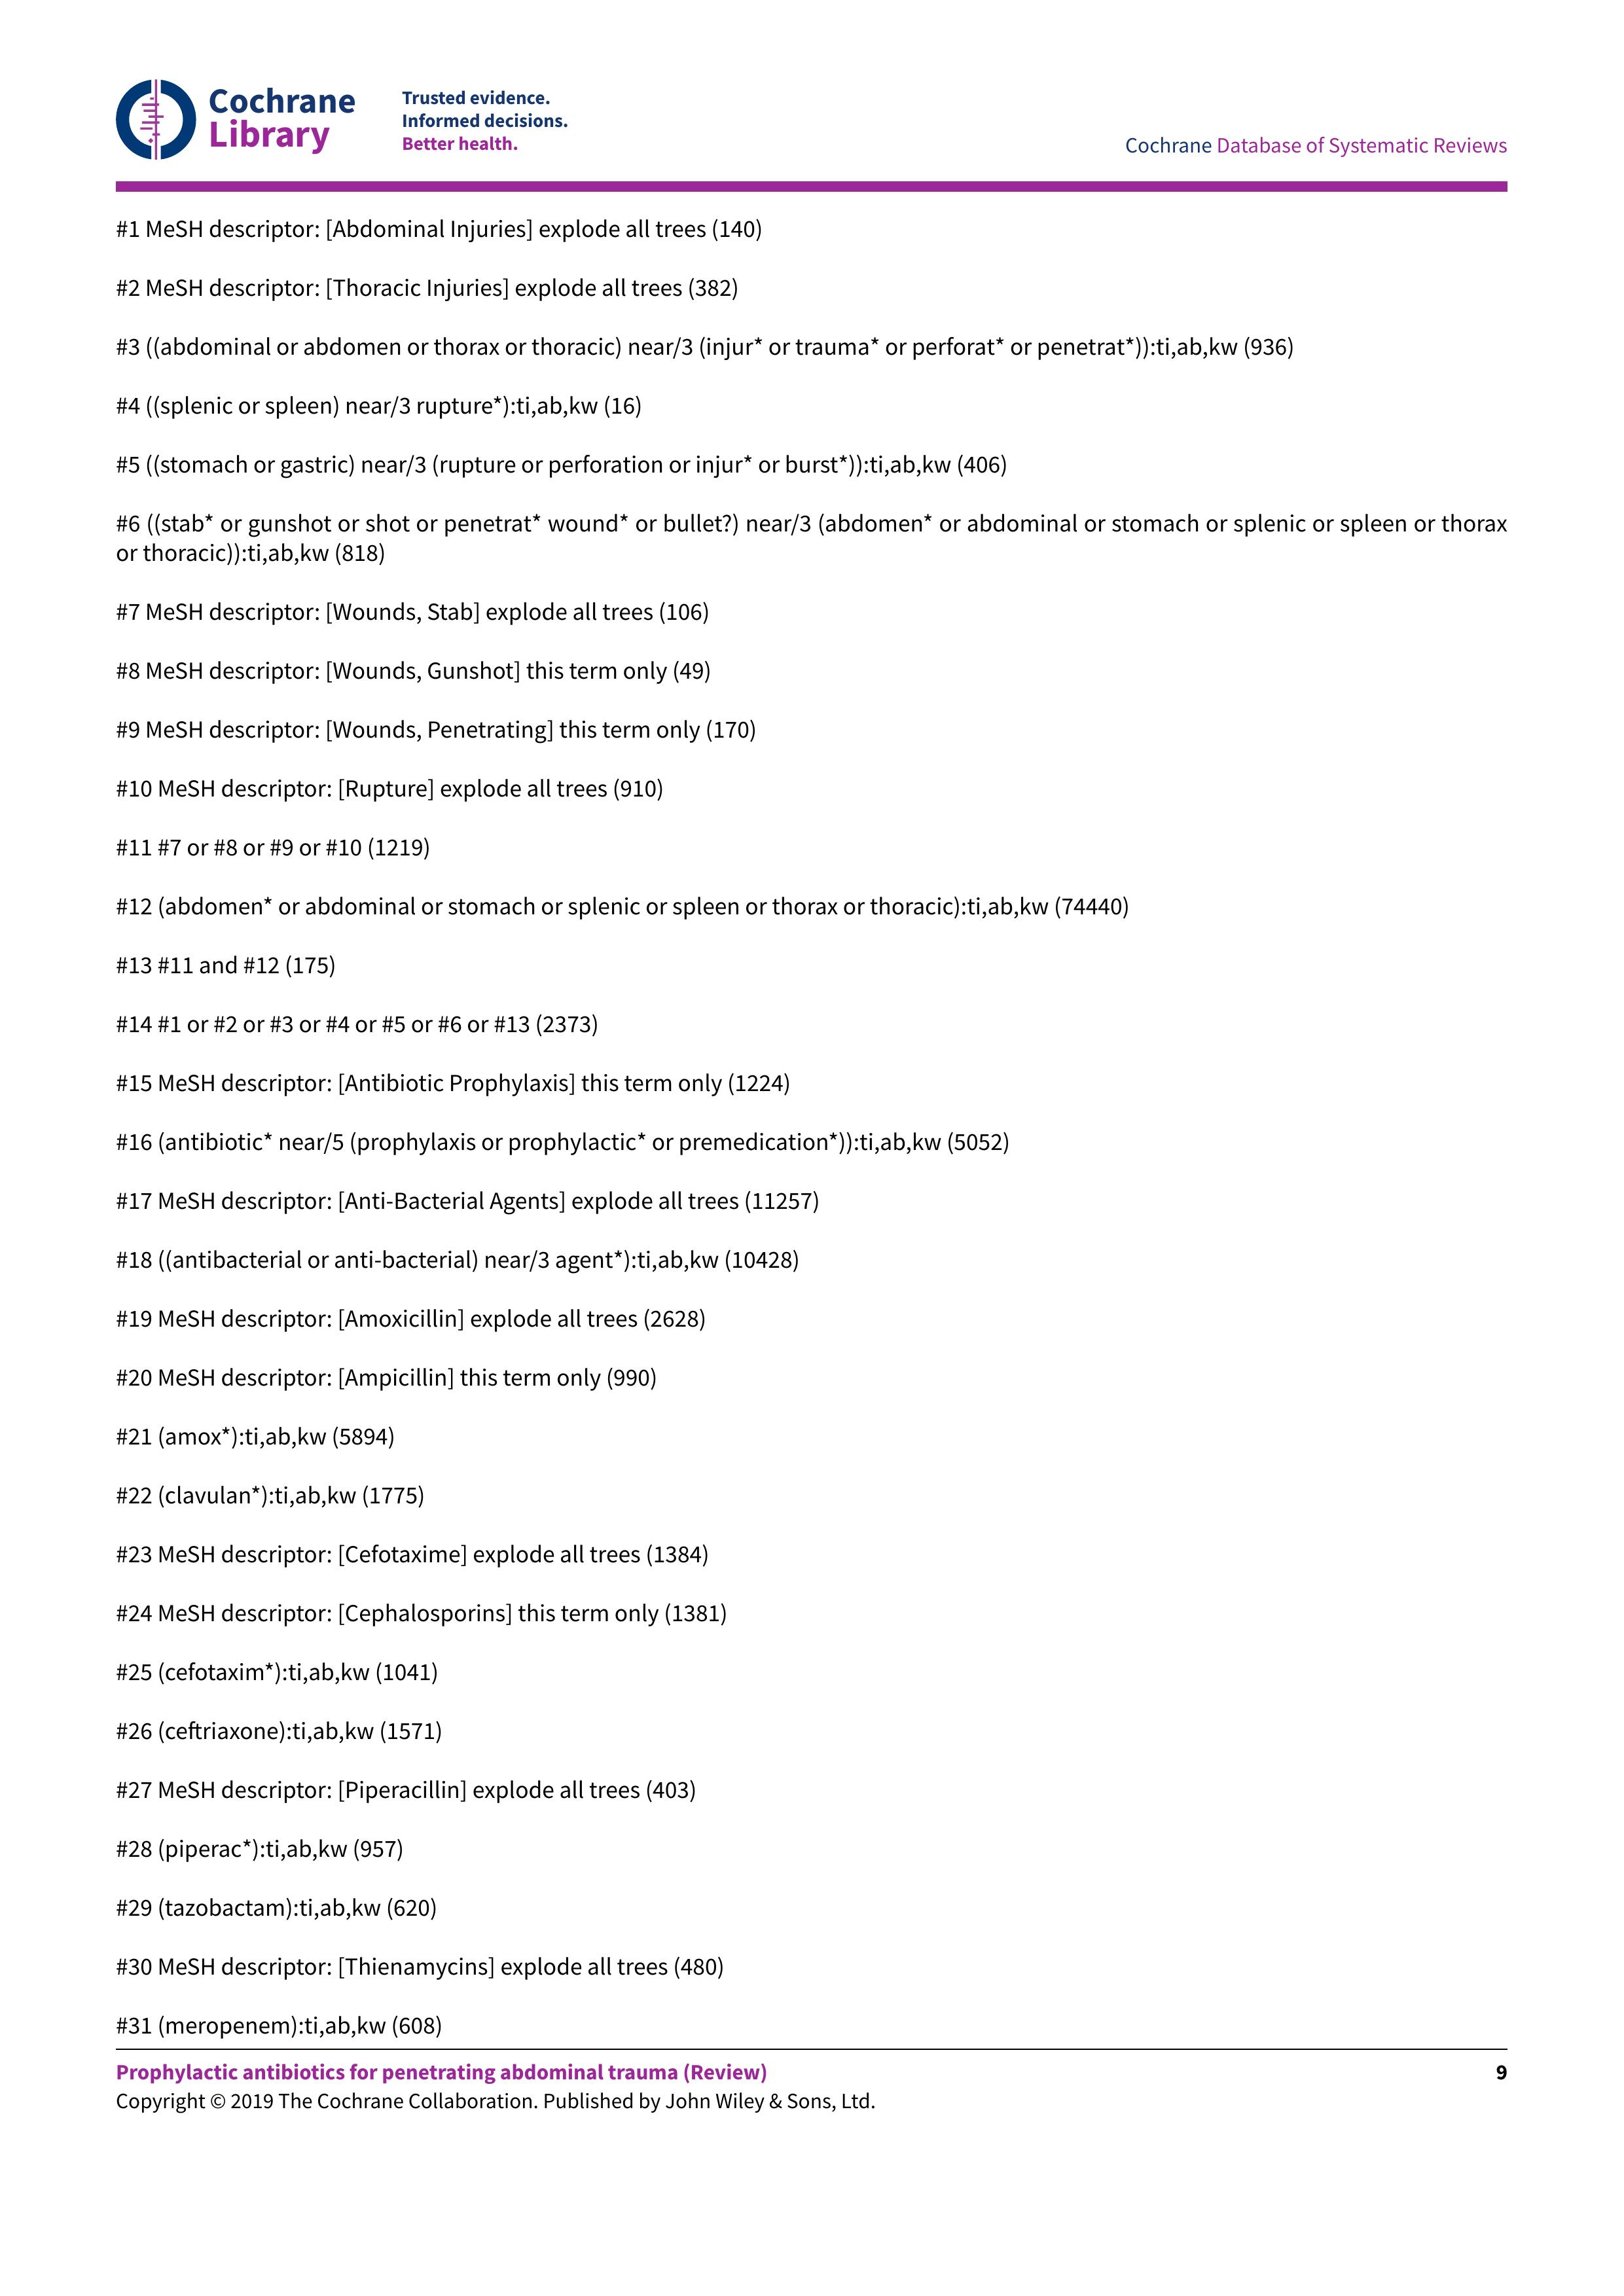 Cochrane
Library
Trusted evidence.
Informed decisions.
Better health.
Cochrane Database of Systematic Reviews
#1 MeSH descriptor: [Abdominal Injuries] explode all trees (140)
#2 MeSH descriptor: [Thoracic Injuries] explode all trees (382)
#3 ((abdominal or abdomen or thorax or thoracic) near/3 (injur* or trauma* or perforat* or penetrat*)):ti,ab,kw (936)
#4 ((splenic or spleen) near/3 rupture*):ti,ab,kw (16)
#5 ((stomach or gastric) near/3 (rupture or perforation or injur* or burst*)):ti,ab,kw (406)
#6 ((stab* or gunshot or shot or penetrat* wound* or bullet?) near/3 (abdomen* or abdominal or stomach or splenic or spleen or thorax
or thoracic)):ti,ab,kw (818)
#7 MeSH descriptor: [Wounds, Stab] explode all trees (106)
#8 MeSH descriptor: [Wounds, Gunshot] this term only (49)
#9 MeSH descriptor: [Wounds, Penetrating] this term only (170)
#10 MeSH descriptor: [Rupture] explode all trees (910)
#11 #7 or #8 or #9 or #10 (1219)
#12 (abdomen* or abdominal or stomach or splenic or spleen or thorax or thoracic):ti,ab,kw (74440)
#13 #11 and #12 (175)
#14 #1 or #2 or #3 or #4 or #5 or #6 or #13 (2373)
#15 MeSH descriptor: [Antibiotic Prophylaxis] this term only (1224)
#16 (antibiotic* near/5 (prophylaxis or prophylactic* or premedication*)):ti,ab,kw (5052)
#17 MeSH descriptor: [Anti-Bacterial Agents] explode all trees (11257)
#18 ((antibacterial or anti-bacterial) near/3 agent*):ti,ab,kw (10428)
#19 MeSH descriptor: [Amoxicillin] explode all trees (2628)
#20 MeSH descriptor: [Ampicillin] this term only (990)
#21 (amox*):ti,ab,kw (5894)
#22 (clavulan*):ti,ab,kw (1775)
#23 MeSH descriptor: [Cefotaxime] explode all trees (1384)
#24 MeSH descriptor: [Cephalosporins] this term only (1381)
#25 (cefotaxim*):ti,ab,kw (1041)
#26 (ceftriaxone):ti,ab,kw (1571)
#27 MeSH descriptor: [Piperacillin] explode all trees (403)
#28 (piperac*):ti,ab,kw (957)
#29 (tazobactam):ti,ab,kw (620)
#30 MeSH descriptor: [Thienamycins] explode all trees (480)
#31 (meropenem):ti,ab,kw (608)
Prophylactic antibiotics for penetrating abdominal trauma (Review) 9
Copyright © 2019 The Cochrane Collaboration. Published by John Wiley & Sons, Ltd.